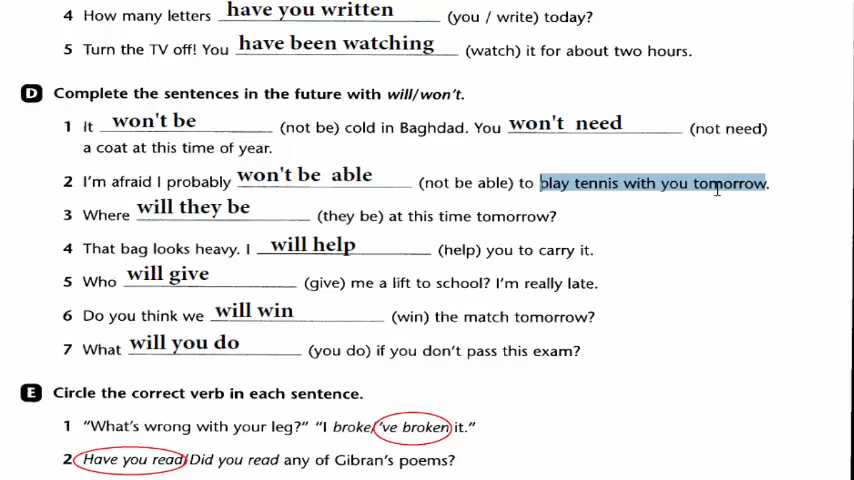 4 How many letters have you written (you / write) today?
5 Turn the TV off! You have been watching (watch) it for about two hours.
D Complete the sentences in the future with will/won't.
1 It won't be (not be) cold in Baghdad. You won't need (not need)
a coat at this time of year.
2 I'm afraid I probably won't be able (not be able) to play tennis with you tomorrow.
3 Where will they be (they be) at this time tomorrow?
4 That bag looks heavy. I will help (help) you to carry it.
5 Who will give (give) me a lift to school? I'm really late.
6 Do you think we will win (win) the match tomorrow?
7 What will you do (you do) if you don't pass this exam?
E Circle the correct verb in each sentence.
1 "What's wrong with your leg?" "I broke/'ve broken it."
2 Have you read/Did you read any of Gibran's poems?